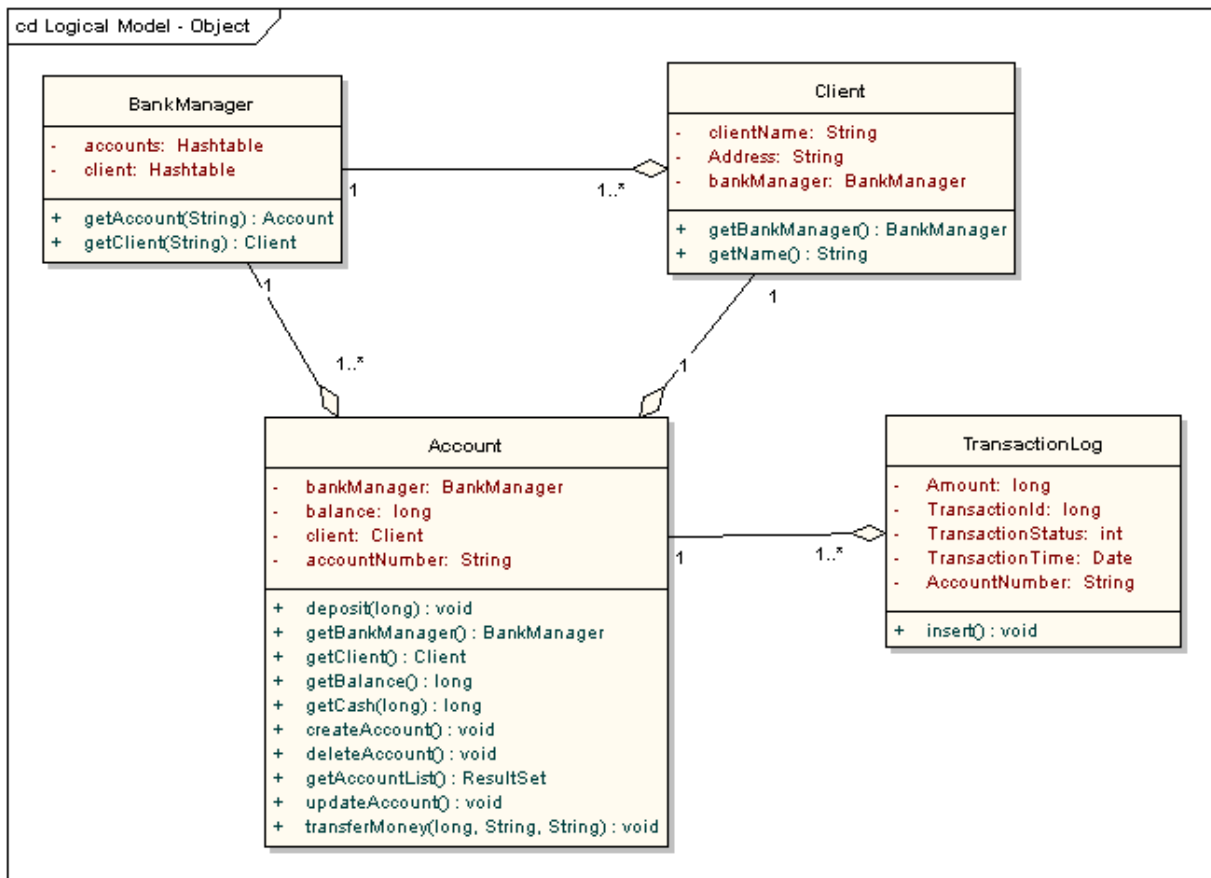 cd Logical Model - Object
BankManager
- accounts: Hashtable
- client: Hashtable
+ getAccount(String) : Account
+ getClient(String) : Client
Client
- clientName: String
- Address: String
- bankManager: BankManager
+ getBankManager() : BankManager
+ getName() : String
1
1..*
1
1..*
1
1
Account
- bankManager: BankManager
- balance: long
- client: Client
- accountNumber: String
+ deposit(long) : void
+ getBankManager() : BankManager
+ getClient() : Client
+ getBalance() : long
+ getCash(long) : long
+ createAccount() : void
+ deleteAccount() : void
+ getAccountList() : ResultSet
+ updateAccount() : void
+ transferMoney(long, String, String) : void
1
1..*
TransactionLog
- Amount: long
- TransactionId: long
- TransactionStatus: int
- TransactionTime: Date
- AccountNumber: String
+ insert() : void